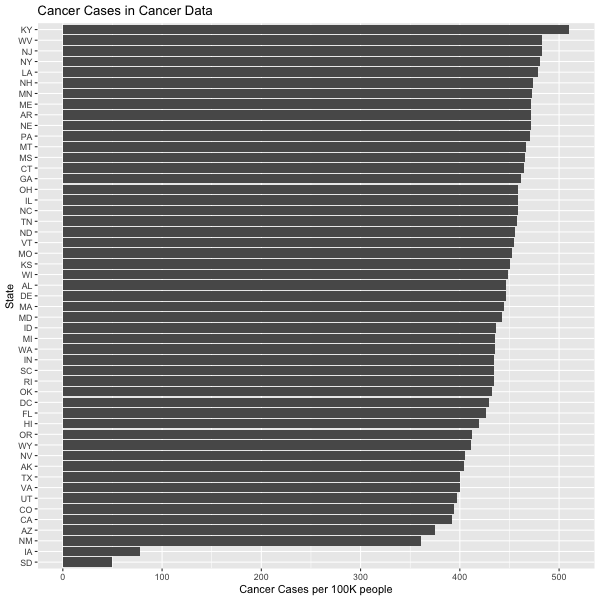 Cancer Cases in Cancer Data
State
KY
WV
NJ
NY
LA
NH
MN
ME
AR
NE
PA
MT
MS
CT
GA
OH
IL
NC
TN
ND
VT
MO
KS
WI
AL
DE
MA
MD
ID
MI
WA
IN
SC
RI
OK
DC
FL
HI
OR
WY
NV
AK
TX
VA
UT
CO
CA
AZ
NM
IA
SD
0 100 200 300 400 500
Cancer Cases per 100K people